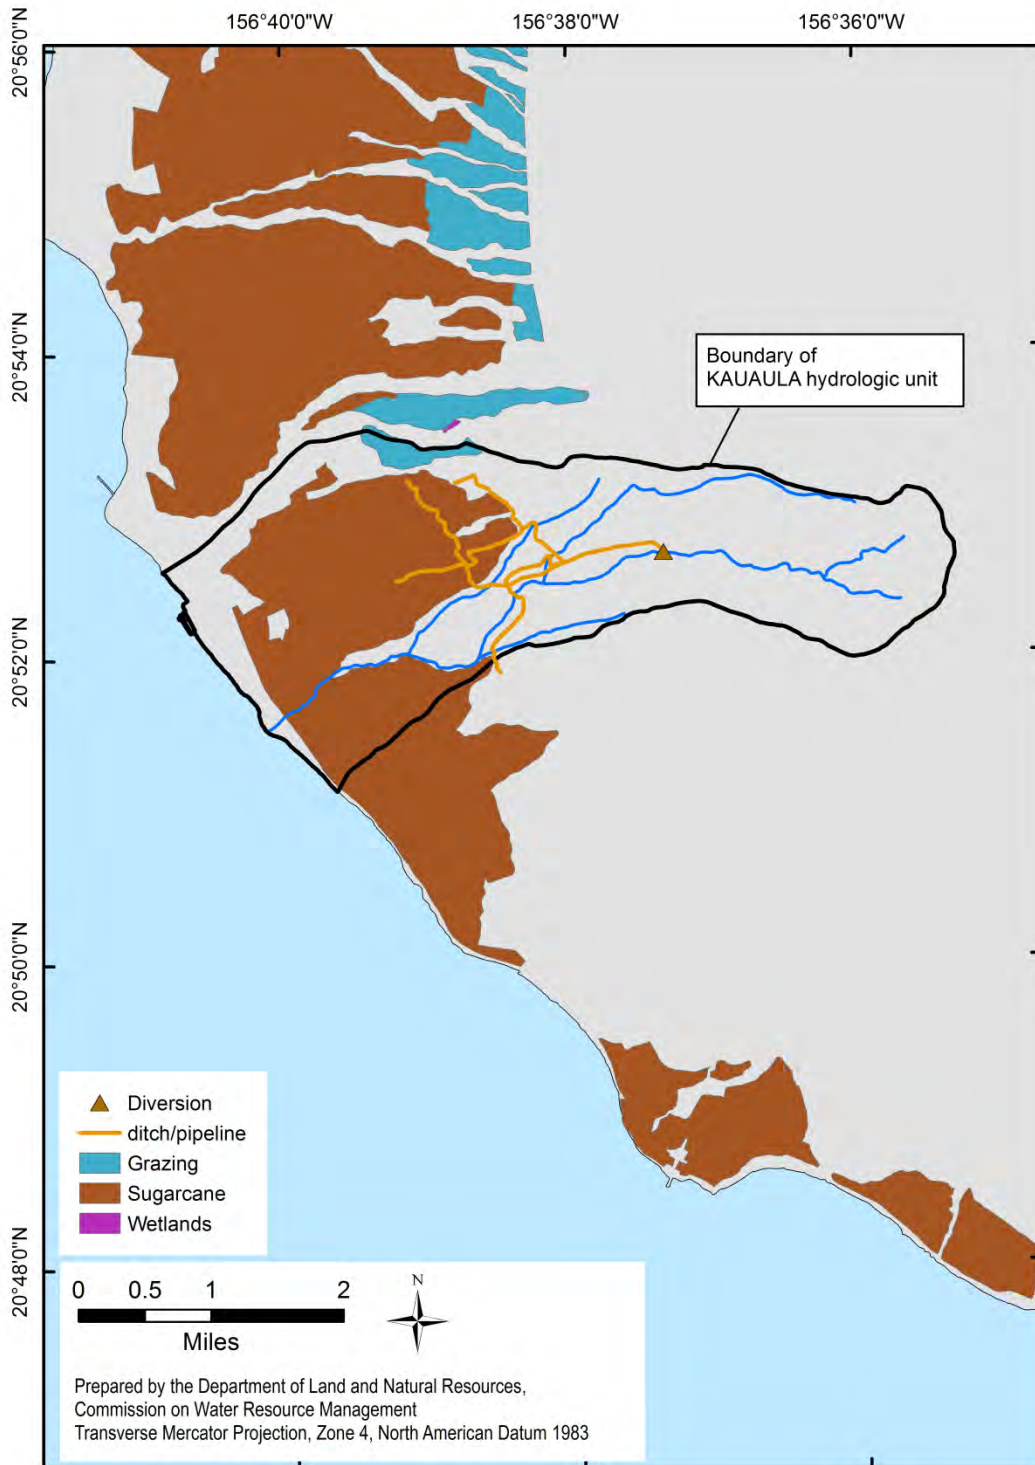 156°40'0"W 156°38'0"W 156°36'0"W
20°56'0"N
20°54'0"N
Boundary of
KAUAULA hydrologic unit
20°52'0"N
20°50'0"N
20°48'0"N
Diversion
ditch/pipeline
Grazing
Sugarcane
Wetlands
0 0.5 1 2
Miles
N
Prepared by the Department of Land and Natural Resources,
Commission on Water Resource Management
Transverse Mercator Projection, Zone 4, North American Datum 1983